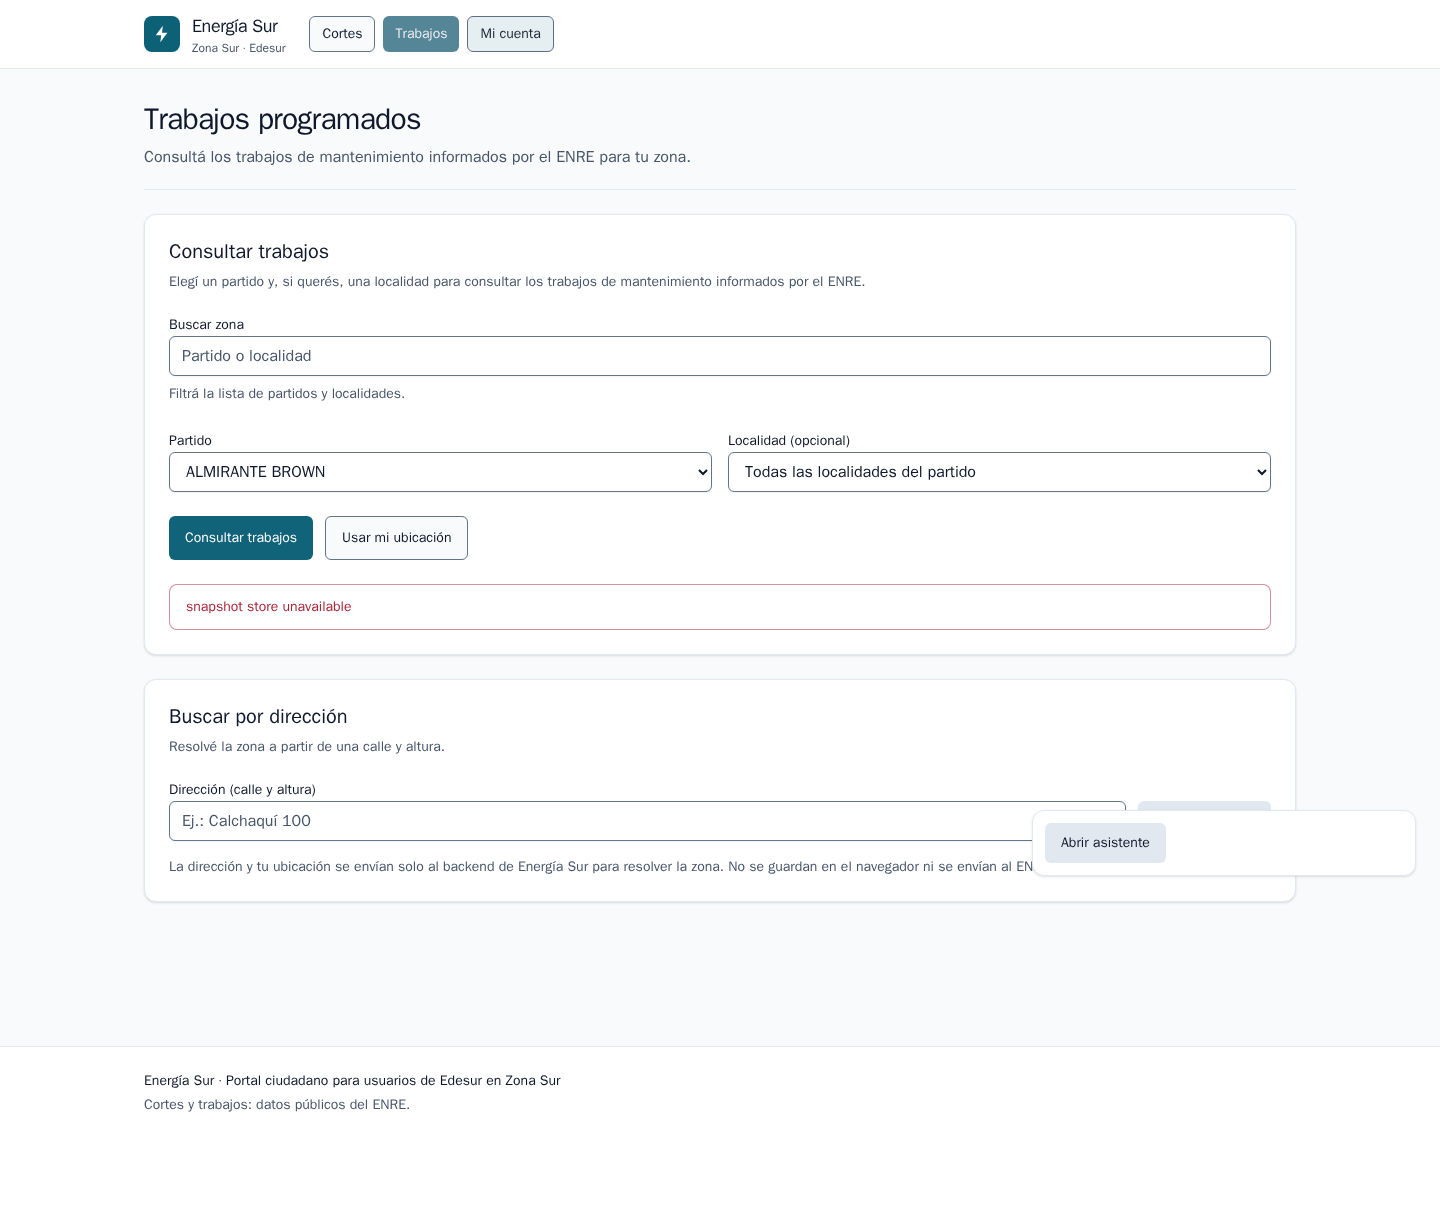 Energía Sur
Zona Sur · Edesur
Cortes
Trabajos
Mi cuenta
Trabajos programados
Consultá los trabajos de mantenimiento informados por el ENRE para tu zona.
Consultar trabajos
Elegí un partido y, si querés, una localidad para consultar los trabajos de mantenimiento informados por el ENRE.
Buscar zona
Partido o localidad
Filtrá la lista de partidos y localidades.
Partido
Localidad (opcional)
ALMIRANTE BROWN
Todas las localidades del partido
Consultar trabajos
Usar mi ubicación
snapshot store unavailable
Buscar por dirección
Resolvé la zona a partir de una calle y altura.
Dirección (calle y altura)
Ej.: Calchaquí 100
Abrir asistente
La dirección y tu ubicación se envían solo al backend de Energía Sur para resolver la zona. No se guardan en el navegador ni se envían al EN
Energía Sur · Portal ciudadano para usuarios de Edesur en Zona Sur
Cortes y trabajos: datos públicos del ENRE.